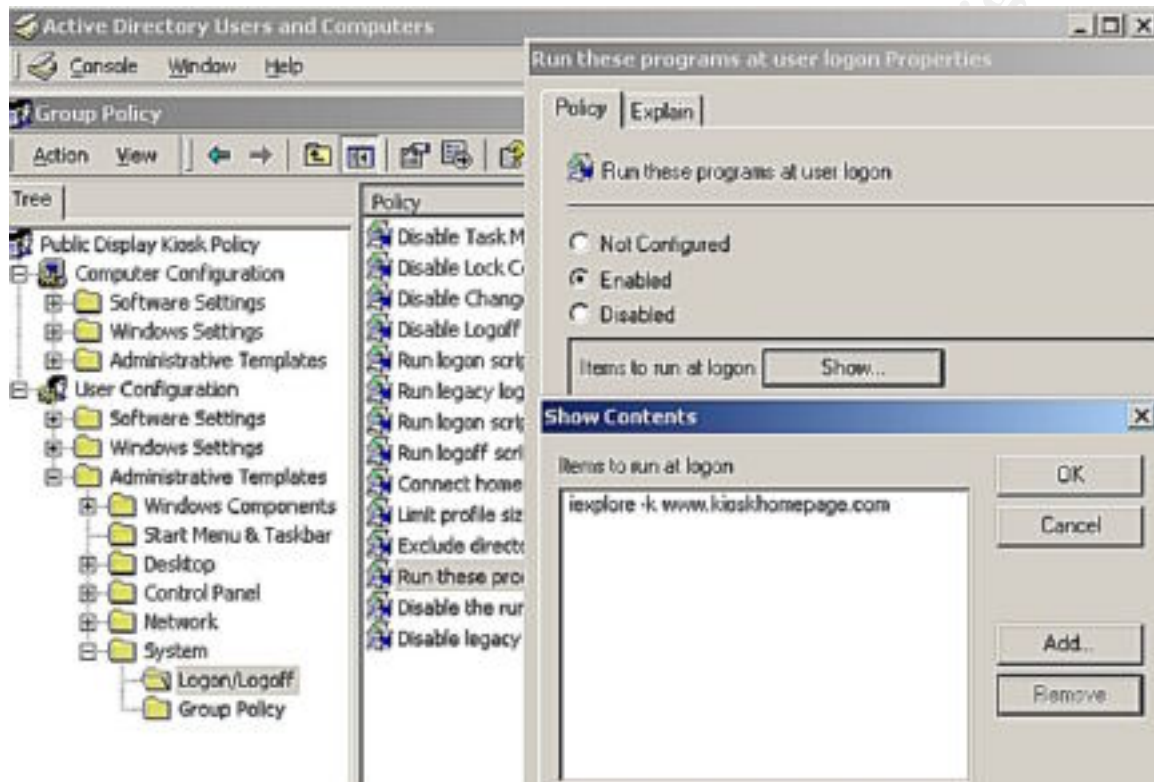 Active Directory Users and Computers
Console Window Help
Group Policy
Action View
Tree
Public Display Kiosk Policy
Computer Configuration
Software Settings
Windows Settings
Administrative Templates
User Configuration
Software Settings
Windows Settings
Administrative Templates
Windows Components
Start Menu & Taskbar
Desktop
Control Panel
Network
System
Logon/Logoff
Group Policy
Policy
Disable Task M
Disable Lock C
Disable Chang
Disable Logoff
Run logon scrip
Run legacy log
Run logon scrip
Run logoff scri
Connect home
Limit profile siz
Exclude directo
Run these pro
Disable the rur
Disable legacy
Run these programs at user logon Properties
Policy Explain
Run these programs at user logon
Not Configured
Enabled
Disabled
Items to run at logon Show...
Show Contents
Items to run at logon
iexplore -k www.kioskhomepage.com
OK
Cancel
Add...
Remove